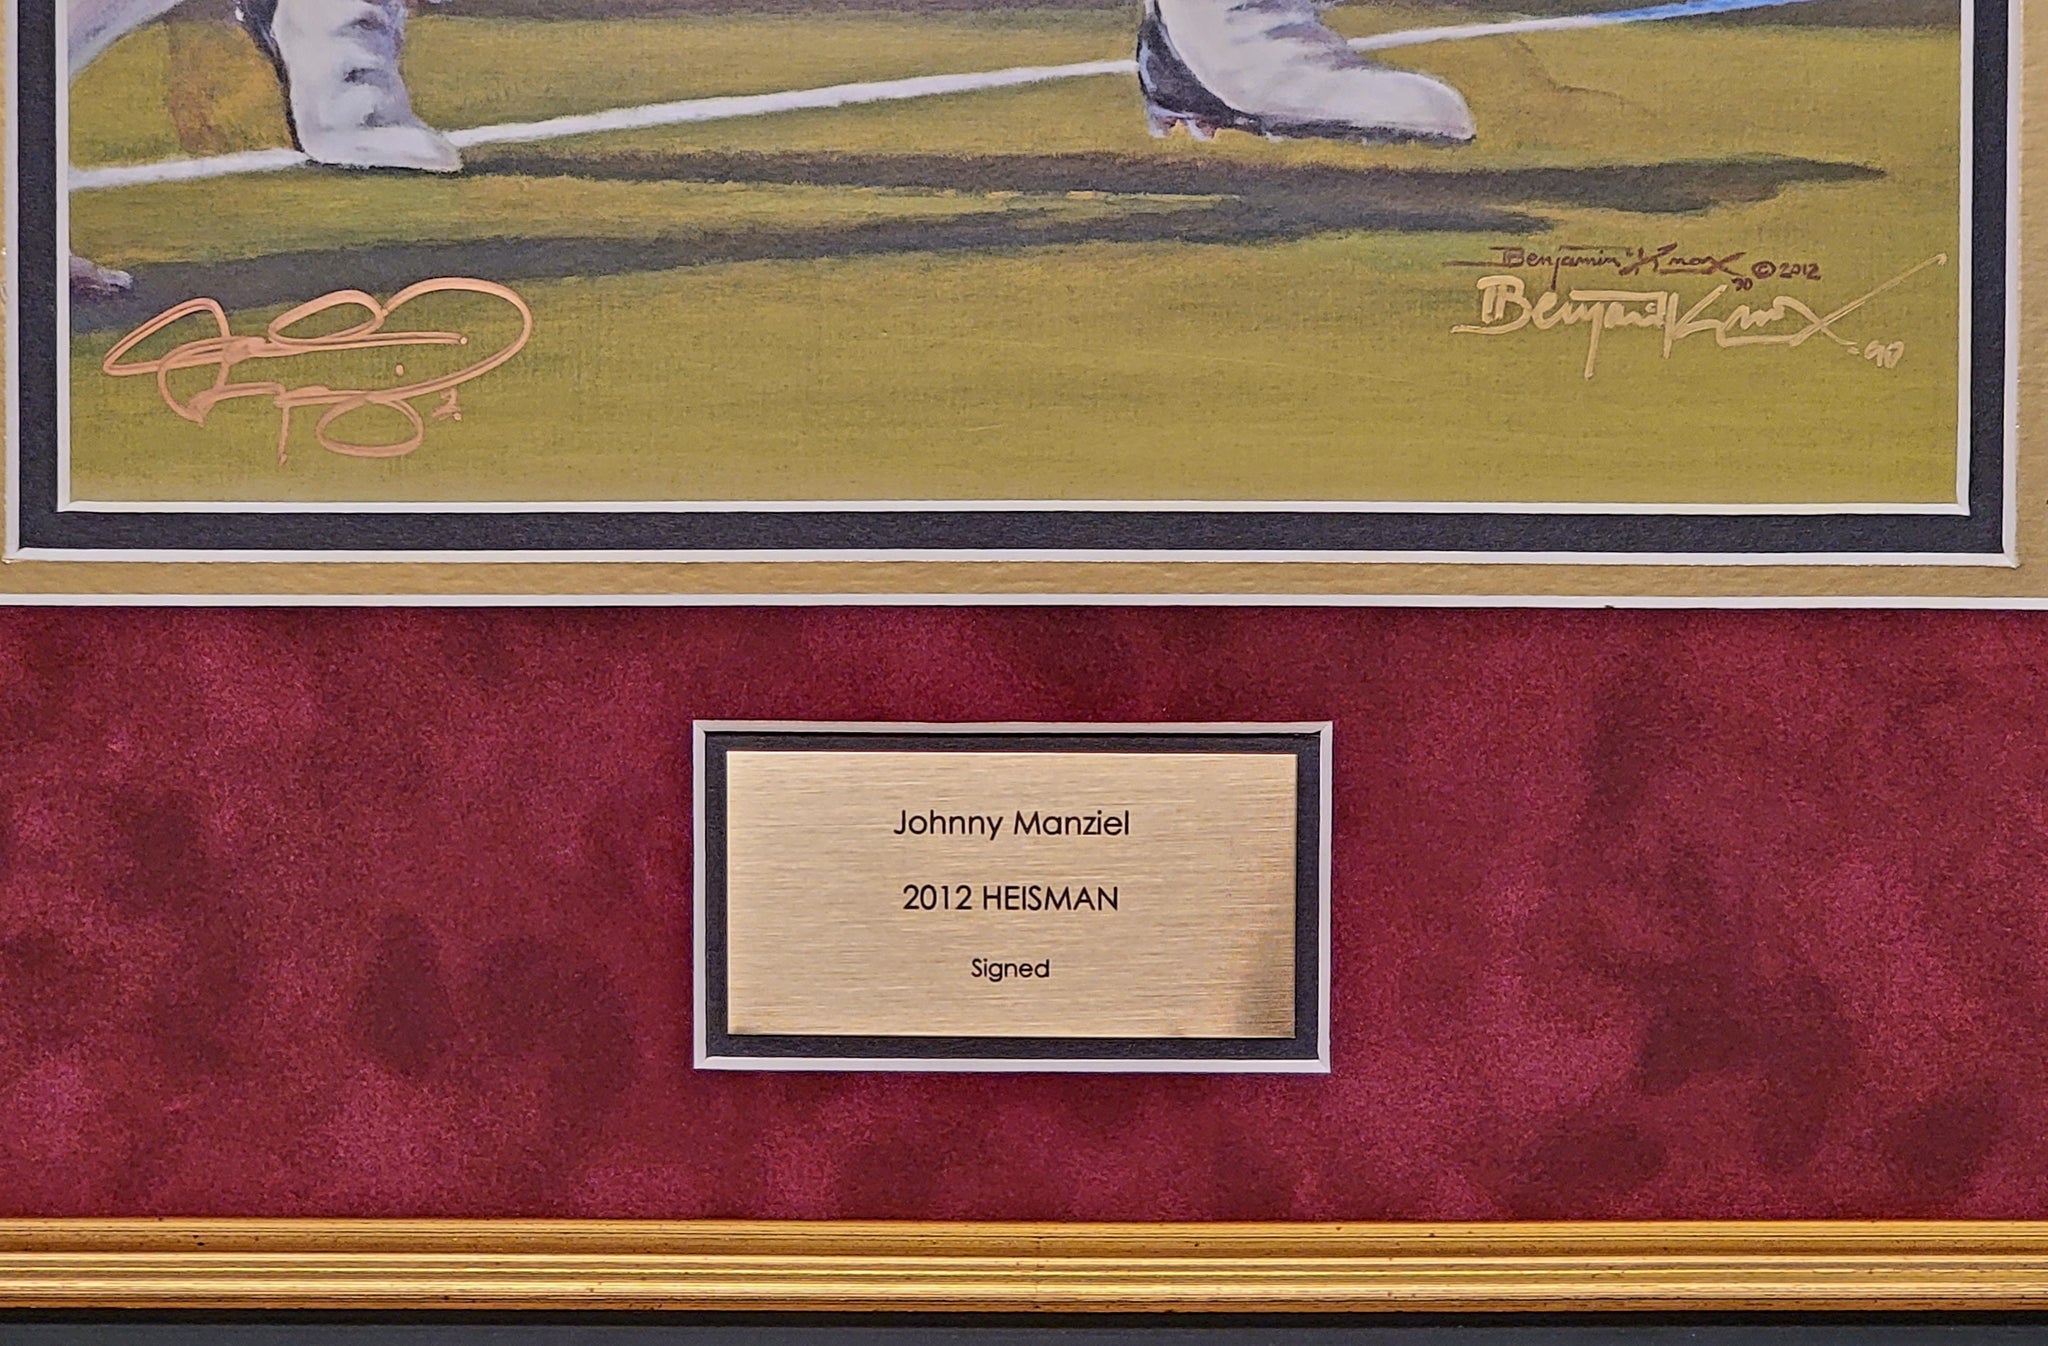 Benjamin Knox © 2012
'90
Benjamin Knox '90
Johnny Manziel
2012 HEISMAN
Signed